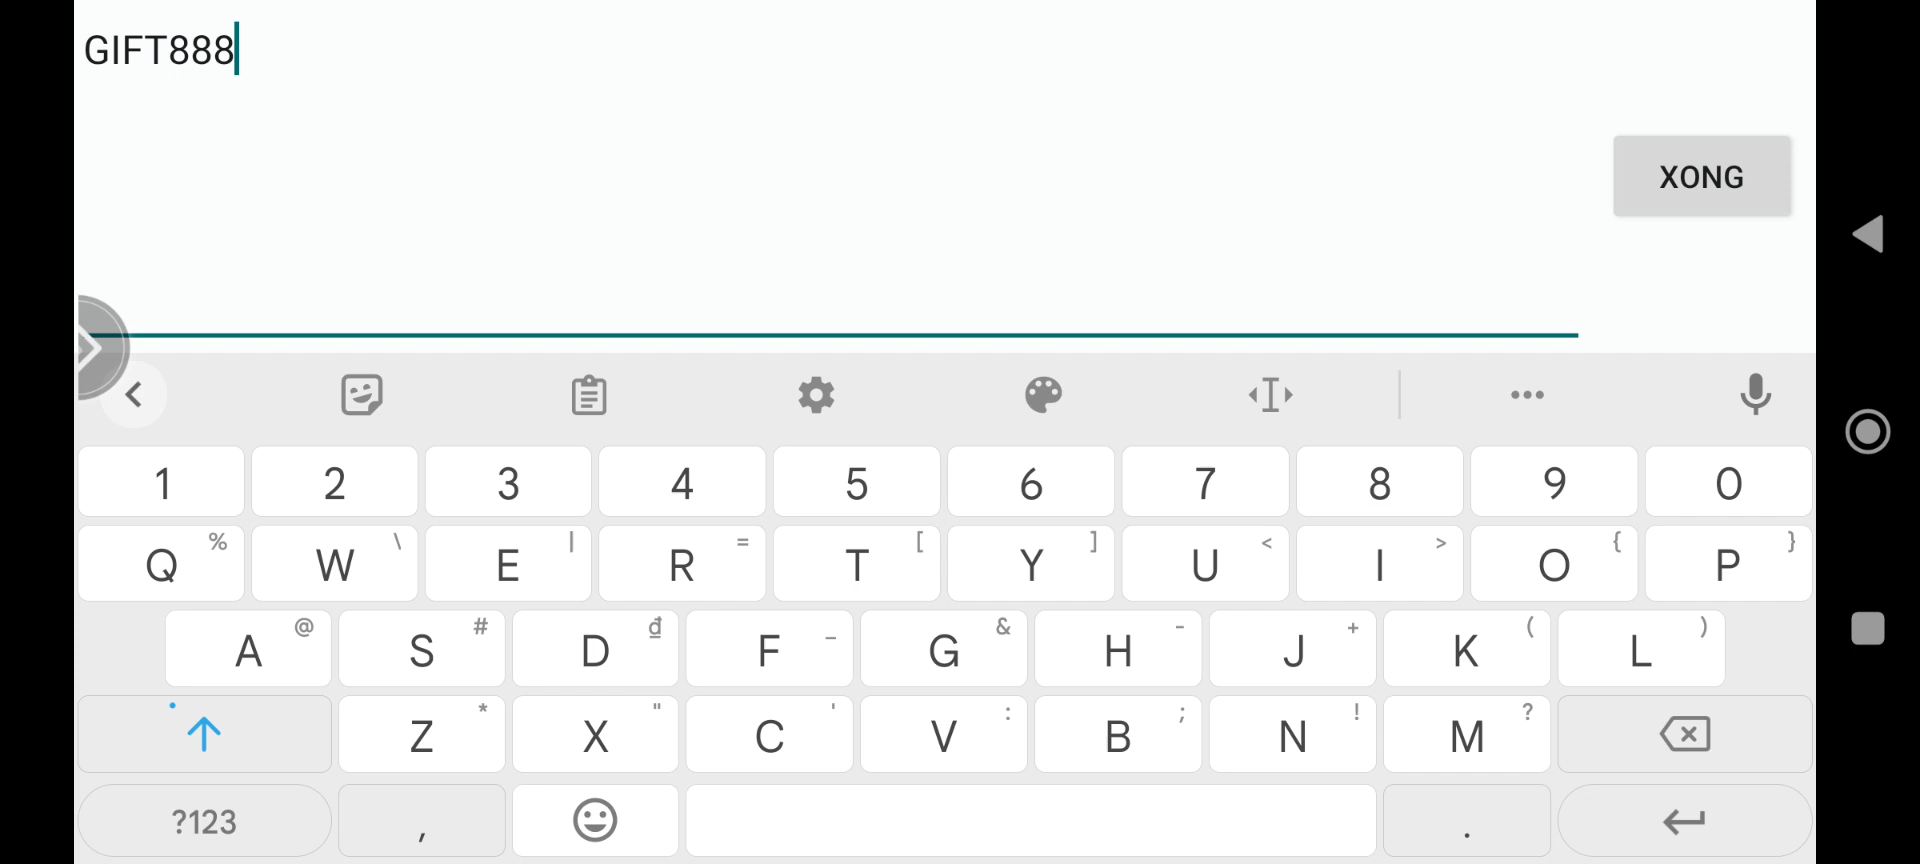 GIFT888
XONG
1 2 3 4 5 6 7 8 9 0
Q % W \ E | R = T [ Y ] U < I > O { P }
A @ S # D đ F _ G & H - J + K ( L )
Z * X " C ' V : B ; N ! M ?
?123 , .